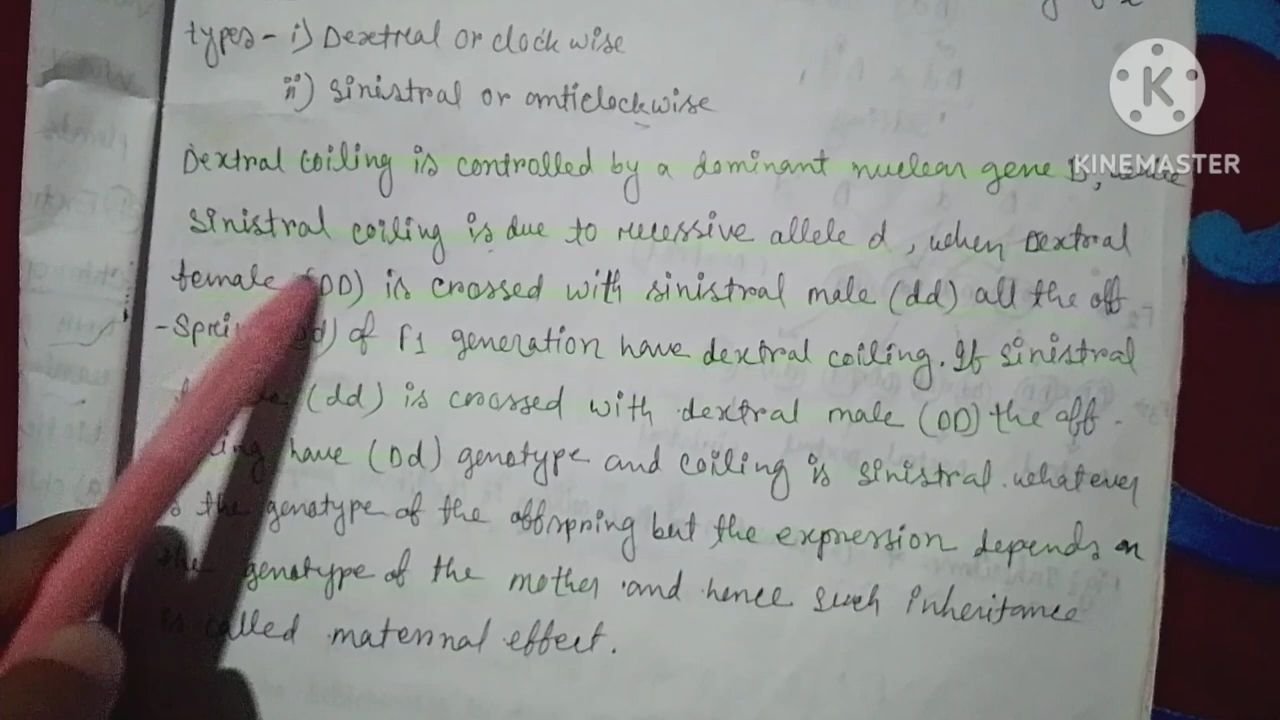 types - i) Dextral or clock wise
ii) Sinistral or anticlockwise
K
KINEMASTER
Dextral coiling is controlled by a dominant nuclear gene D,
Sinistral coiling is due to recessive allele d, when Dextral
female (DD) is crossed with sinistral male (dd) all the off
of F1 generation have dextral coiling. If sinistral
(dd) is crossed with dextral male (DD) the off -
have (Dd) genotype and coiling is sinistral. whatever
the genotype of the offspring but the expression depends on
the genotype of the mother and hence such inheritance
is called maternal effect.